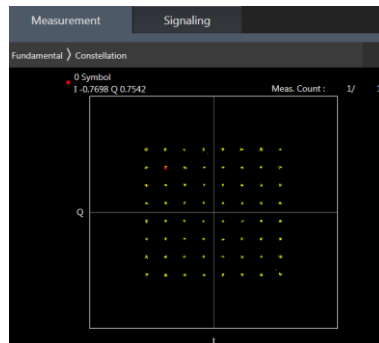 Measurement Signaling
Fundamental 〉 Constellation
0 Symbol
I -0.7698 Q 0.7542 Meas. Count : 1/
Q
I